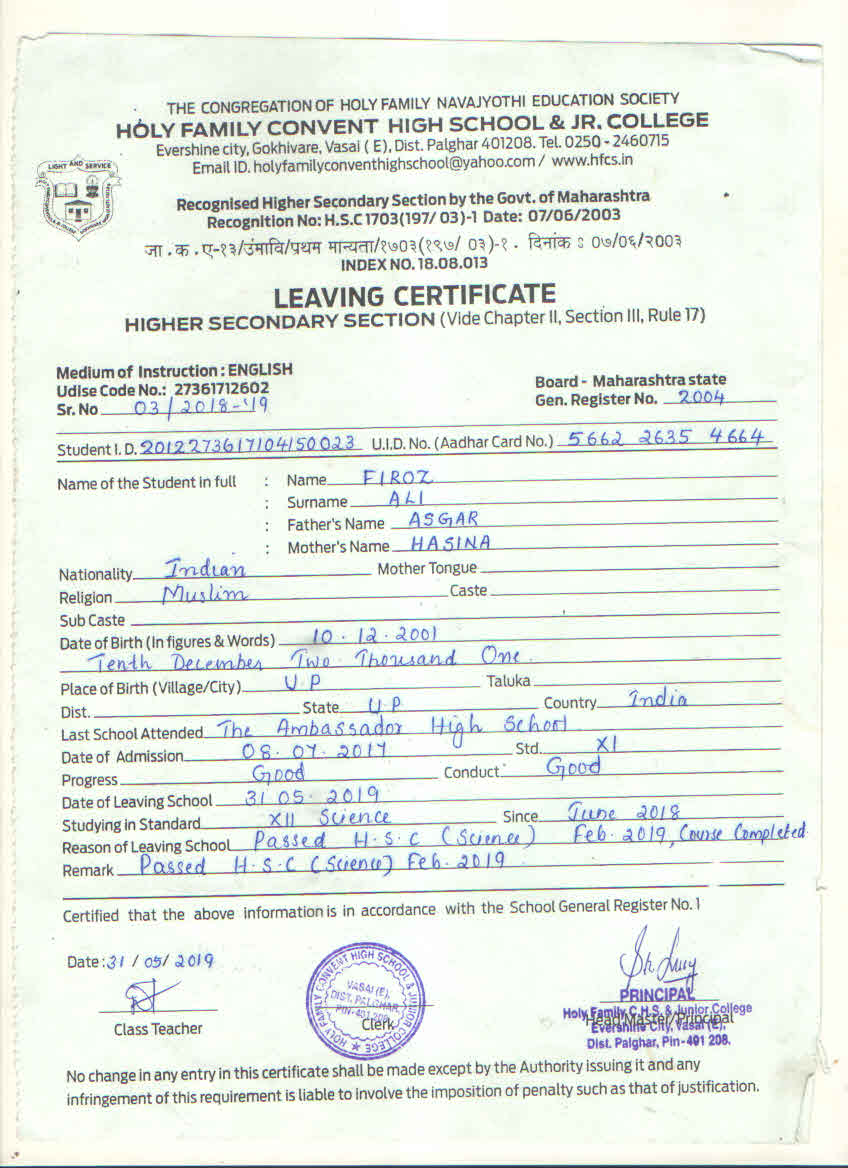 THE CONGREGATION OF HOLY FAMILY NAVAJYOTHI EDUCATION SOCIETY
HOLY FAMILY CONVENT HIGH SCHOOL & JR. COLLEGE
Evershine city, Gokhivare, Vasai ( E ), Dist. Palghar 401208. Tel. 0250 - 2460715
Email ID. holyfamilyconventhighschool@yahoo.com / www.hfcs.in
LIGHT AND SERVICE
Recognised Higher Secondary Section by the Govt. of Maharashtra
Recognition No: H.S.C 1703(197/ 03)-1 Date: 07/06/2003
जा . क . ए-१३/उंमावि/प्रथम मान्यता/१७०३(१९७/ ०३)-१ . दिनांक : ०७/०६/२००३
INDEX NO. 18.08.013
LEAVING CERTIFICATE
HIGHER SECONDARY SECTION (Vide Chapter II, Section III, Rule 17)
Medium of Instruction : ENGLISH
Udise Code No.: 27361712602 Board - Maharashtra state
Sr. No 03/2018-'19 Gen. Register No. 2004
Student I. D. 2012273617104150023 U.I.D. No. (Aadhar Card No.) 5662 2635 4664
Name of the Student in full : Name FIROZ
: Surname ALI
: Father's Name ASGAR
: Mother's Name HASINA
Nationality Indian Mother Tongue
Religion Muslim Caste
Sub Caste
Date of Birth (In figures & Words) 10.12.2001
Tenth December Two Thousand One.
Place of Birth (Village/City) U P Taluka
Dist. State U.P Country India
Last School Attended The Ambassador High School
Date of Admission 08.07.2017 Std. XI
Progress Good Conduct Good
Date of Leaving School 31 05.2019
Studying in Standard XII Science Since June 2018
Reason of Leaving School Passed H.S.C (Science) Feb.2019, Course Completed
Remark Passed H.S.C (Science) Feb.2019
Certified that the above information is in accordance with the School General Register No. 1
Date: 31/05/2019
HOLY FAMILY CONVENT HIGH SCHOOL & JUNIOR COLLEGE
VASAI (E),
DIST. PALGHAR
PIN-401 208
PRINCIPAL
Holy Family C.H.S. & Junior College
Class Teacher Clerk Head Master/Principal
Evershine City, Vasai (E),
Dist. Palghar, Pin-401 208.
No change in any entry in this certificate shall be made except by the Authority issuing it and any
infringement of this requirement is liable to involve the imposition of penalty such as that of justification.